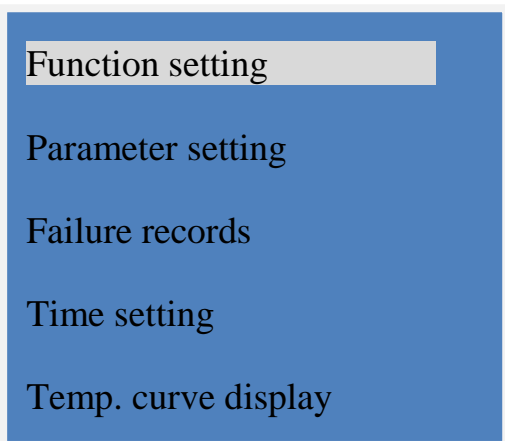 Function setting
Parameter setting
Failure records
Time setting
Temp. curve display